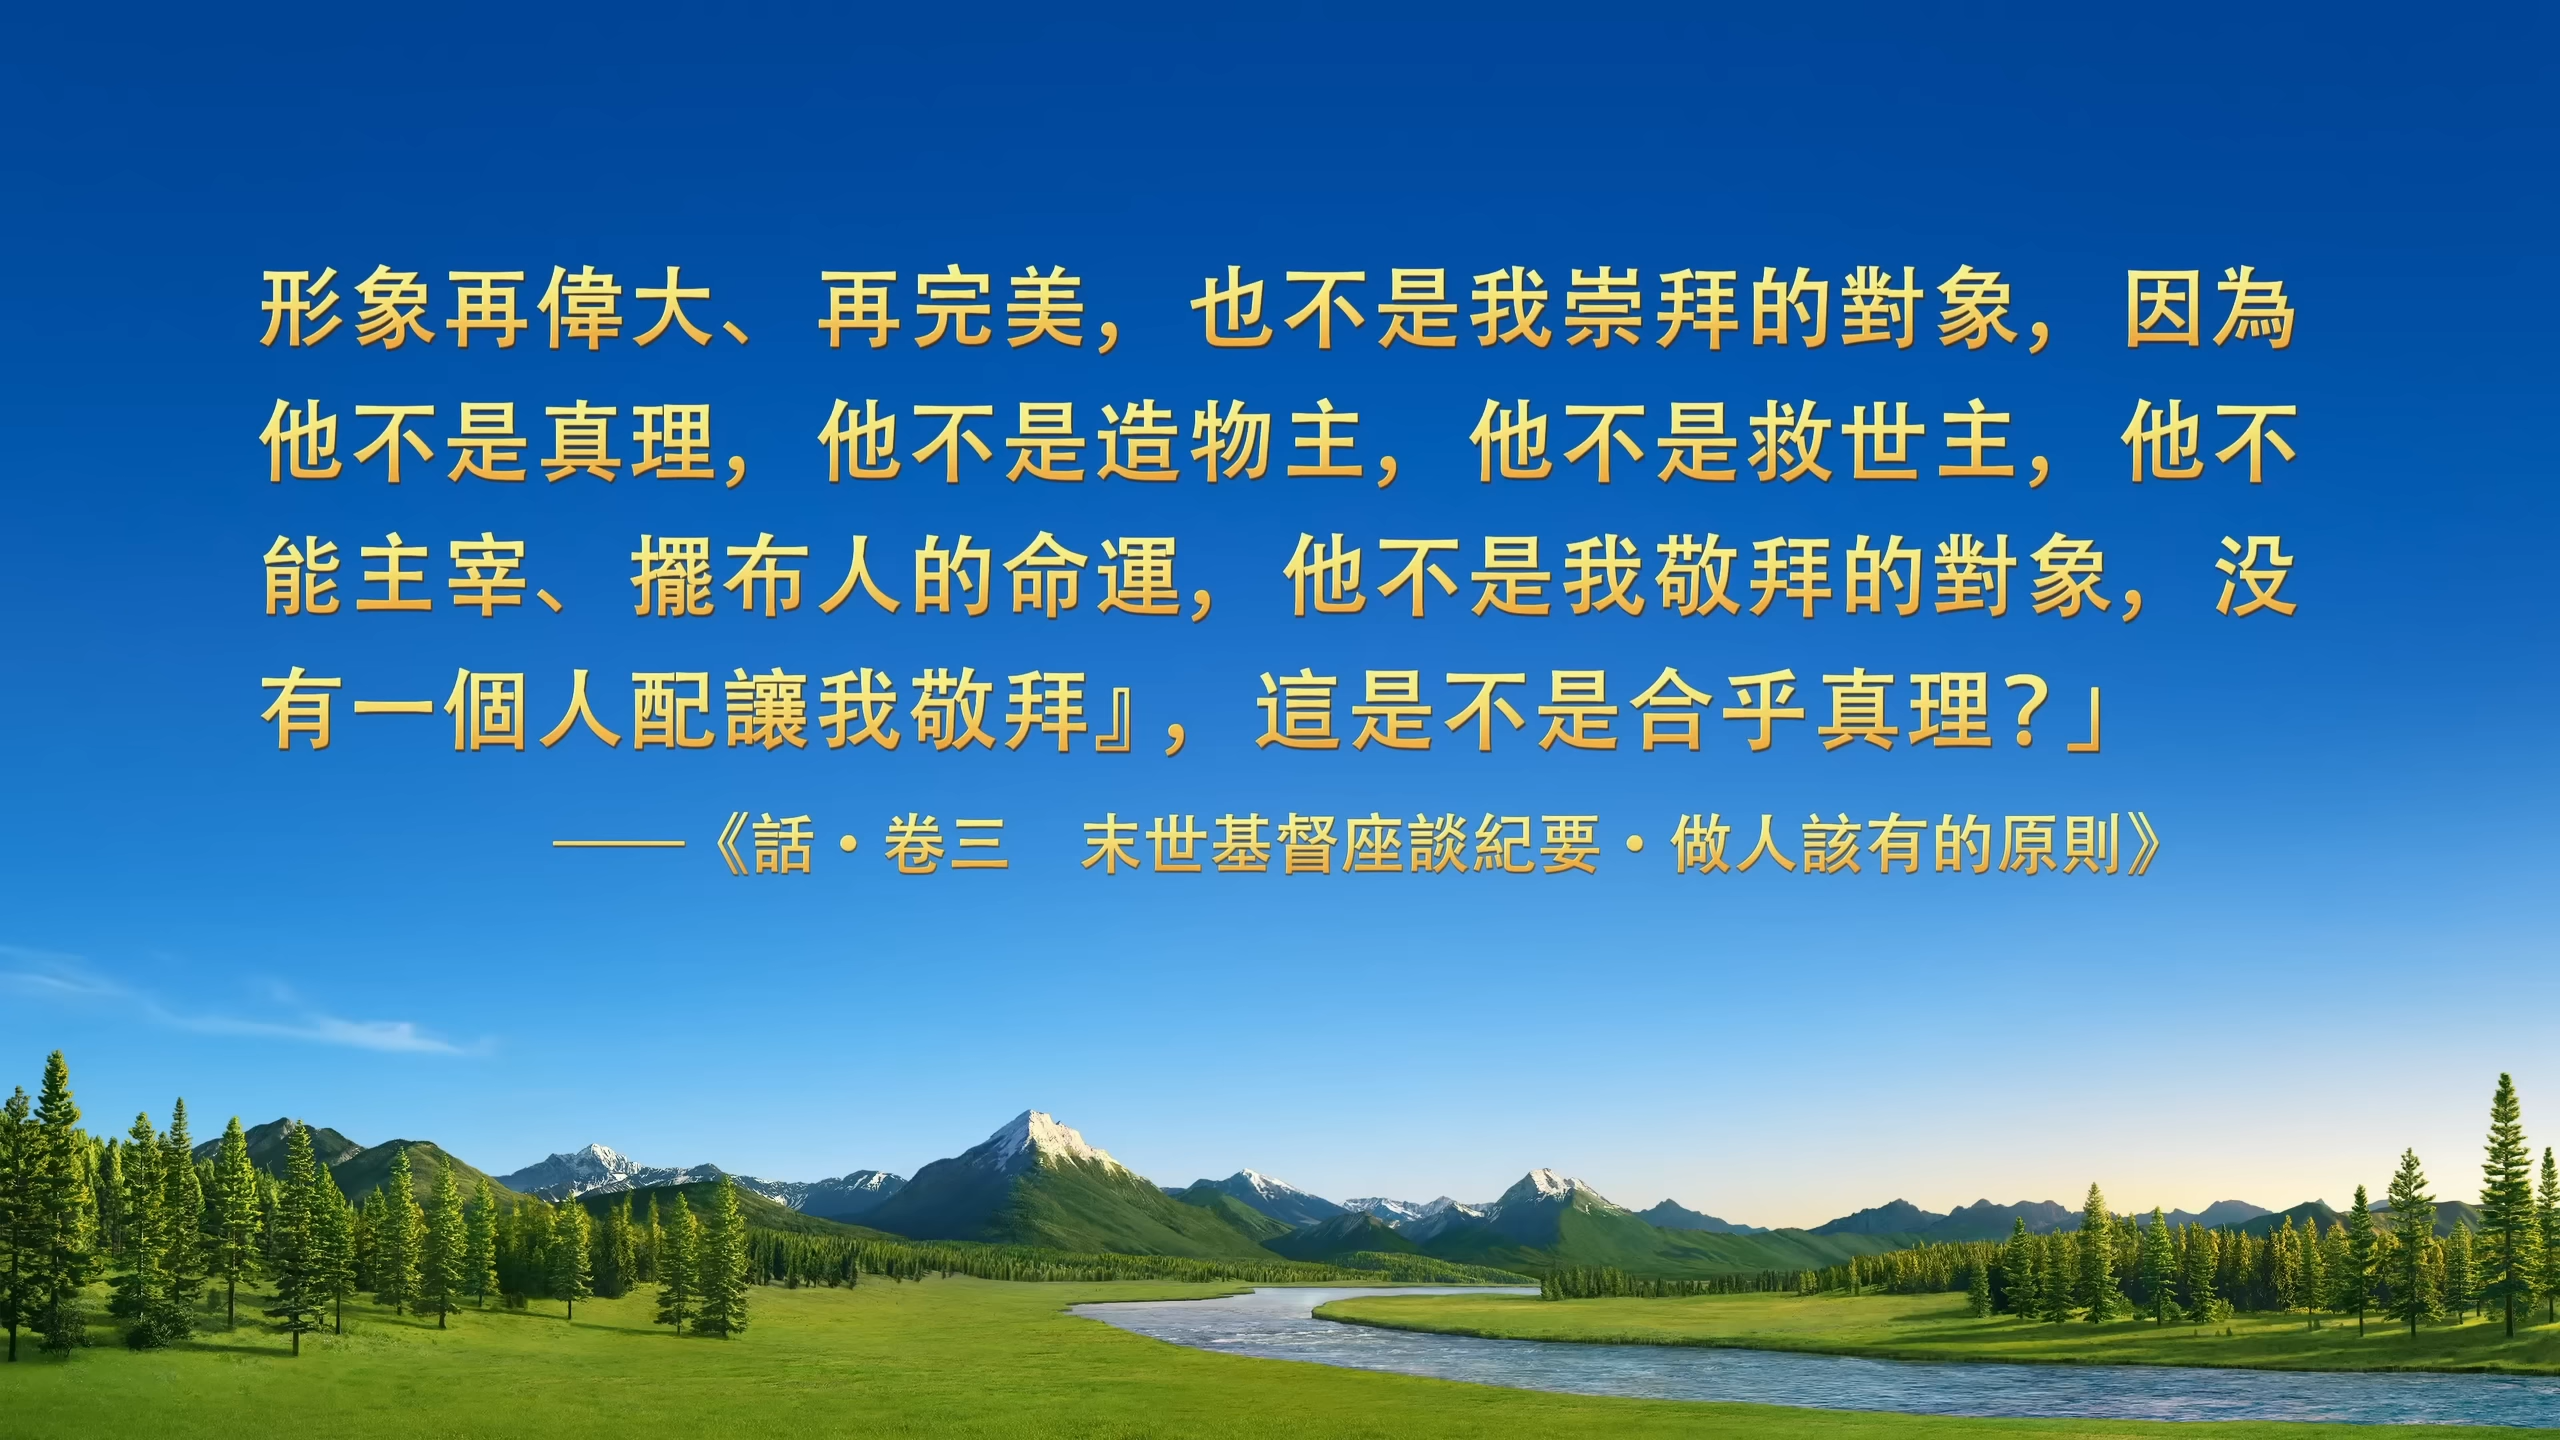 形象再偉大、再完美，也不是我崇拜的對象，因為
他不是真理，他不是造物主，他不是救世主，他不
能主宰、擺布人的命運，他不是我敬拜的對象，没
有一個人配讓我敬拜』，這是不是合乎真理？」
——《話・卷三　末世基督座談紀要・做人該有的原則》